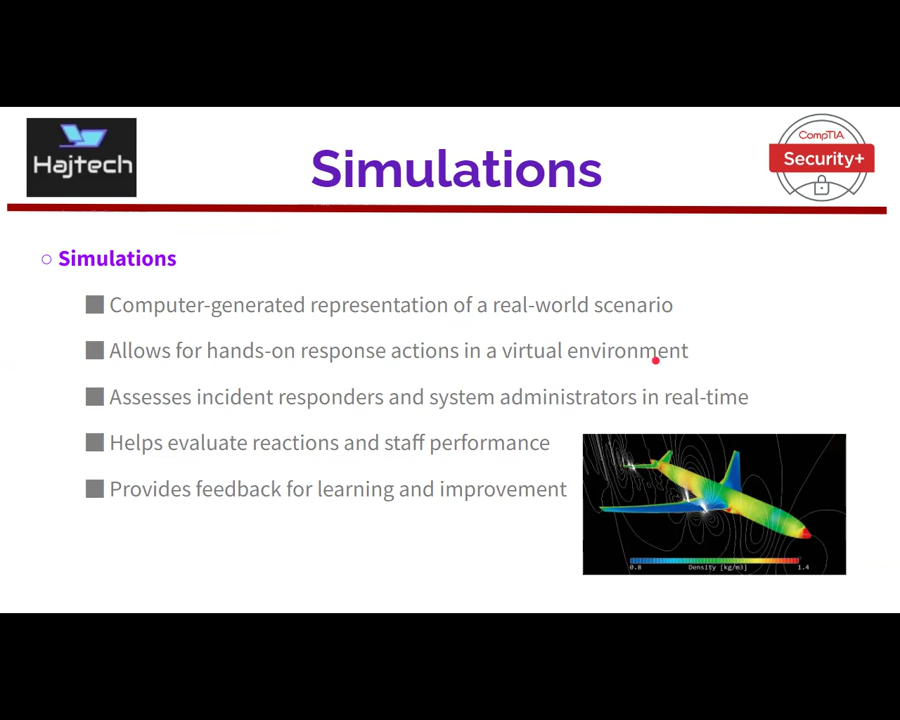 Hajtech
Simulations
CompTIA
Security+
Simulations
Computer-generated representation of a real-world scenario
Allows for hands-on response actions in a virtual environment
Assesses incident responders and system administrators in real-time
Helps evaluate reactions and staff performance
Provides feedback for learning and improvement
0.8 Density [kg/m3] 1.4